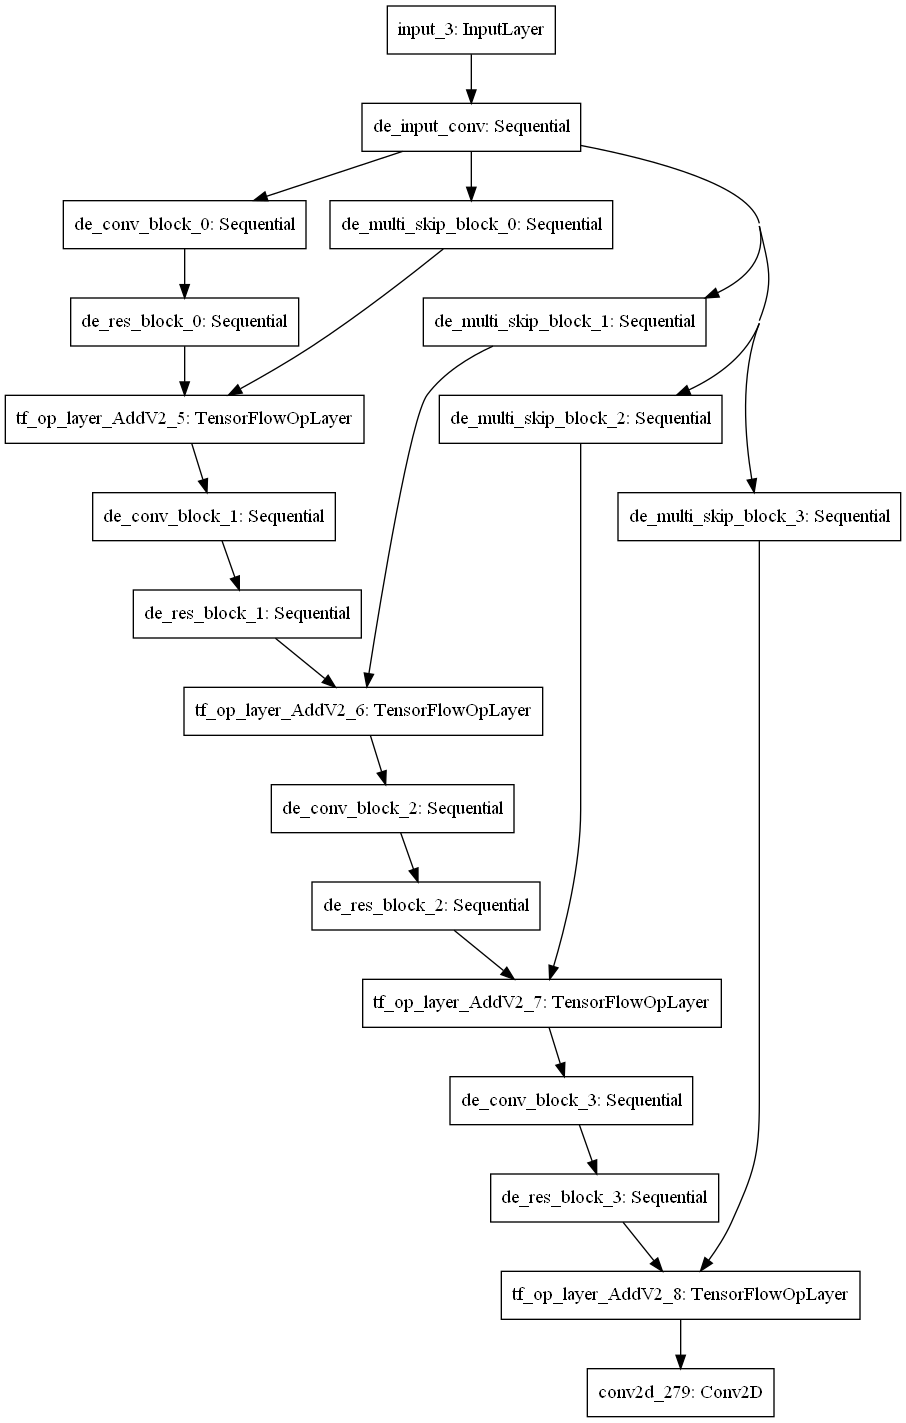 input_3: InputLayer
de_input_conv: Sequential
de_conv_block_0: Sequential
de_multi_skip_block_0: Sequential
de_res_block_0: Sequential
de_multi_skip_block_1: Sequential
tf_op_layer_AddV2_5: TensorFlowOpLayer
de_multi_skip_block_2: Sequential
de_conv_block_1: Sequential
de_multi_skip_block_3: Sequential
de_res_block_1: Sequential
tf_op_layer_AddV2_6: TensorFlowOpLayer
de_conv_block_2: Sequential
de_res_block_2: Sequential
tf_op_layer_AddV2_7: TensorFlowOpLayer
de_conv_block_3: Sequential
de_res_block_3: Sequential
tf_op_layer_AddV2_8: TensorFlowOpLayer
conv2d_279: Conv2D